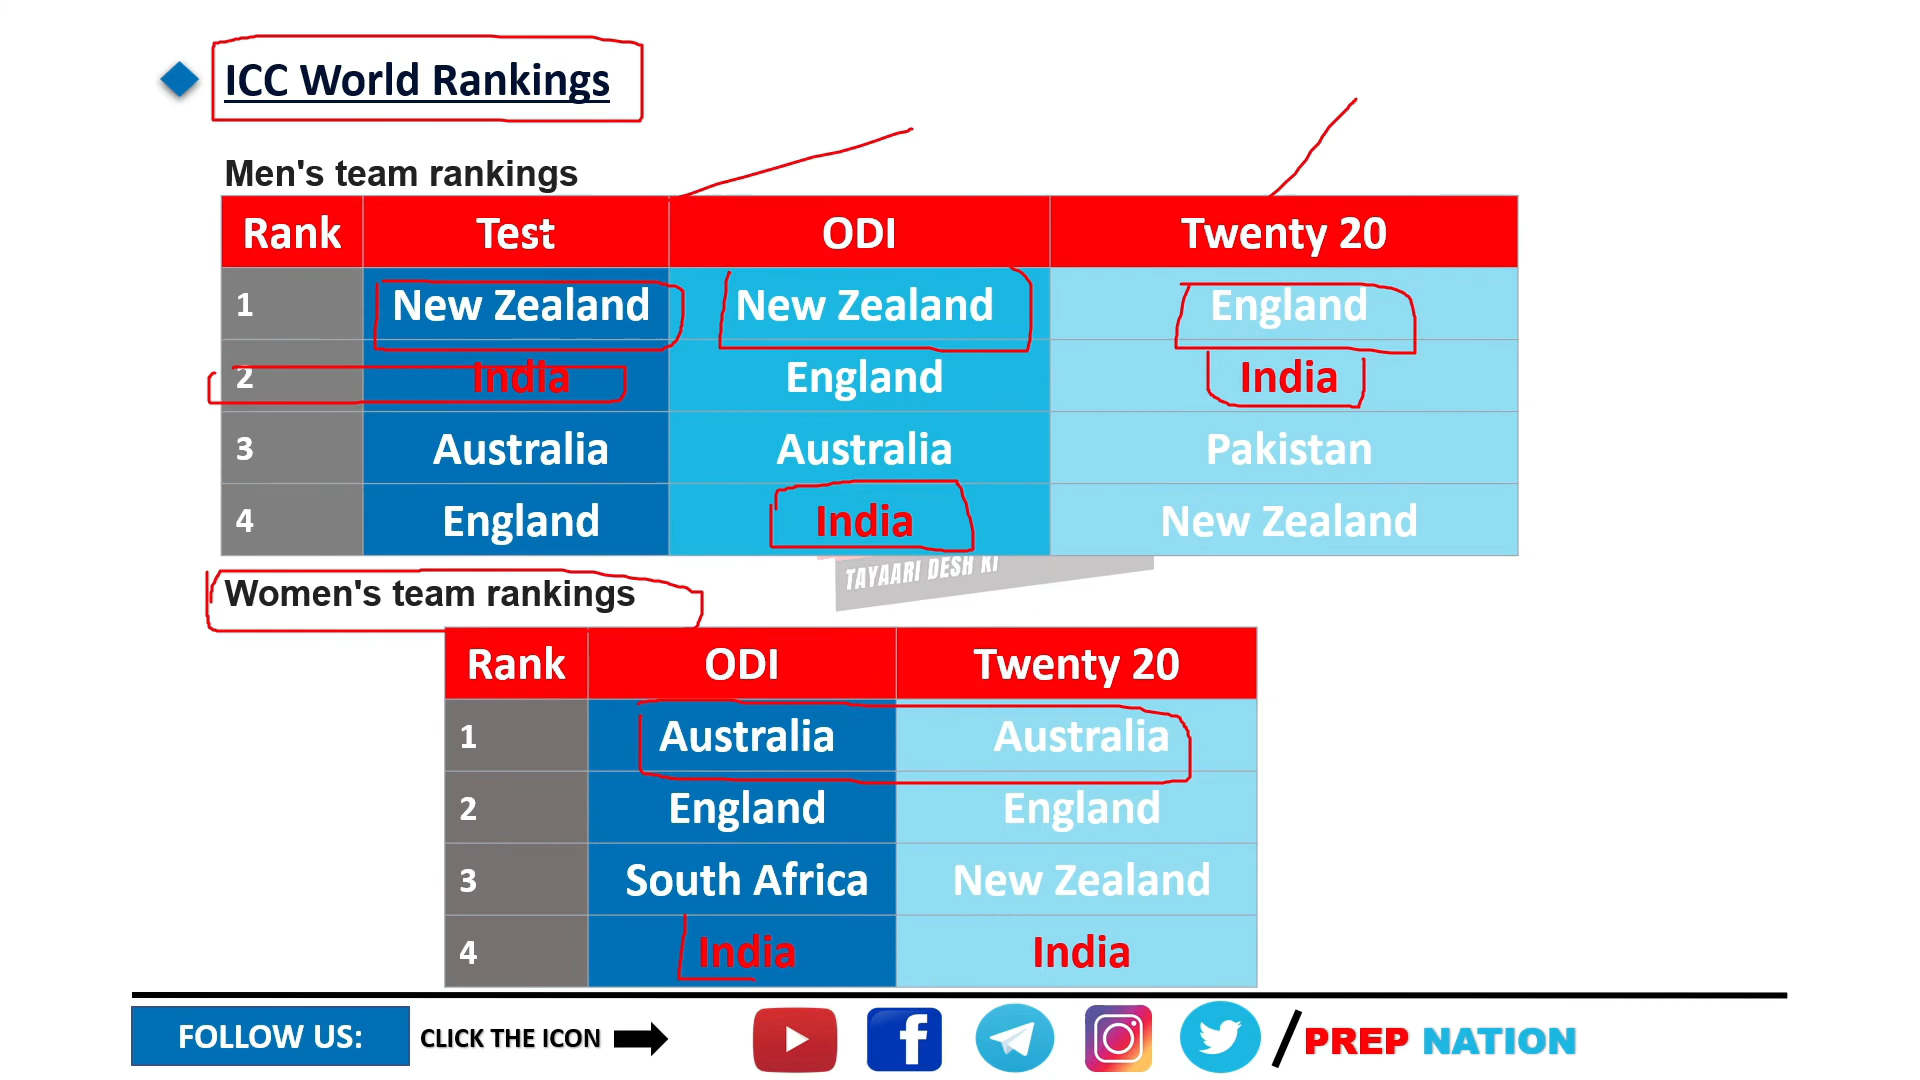 ICC World Rankings
Men's team rankings
Rank Test ODI Twenty 20
1 New Zealand New Zealand England
2 India England India
3 Australia Australia Pakistan
4 England India New Zealand
TAYAARI DESH KI
Women's team rankings
Rank ODI Twenty 20
1 Australia Australia
2 England England
3 South Africa New Zealand
4 India India
FOLLOW US: CLICK THE ICON /PREP NATION